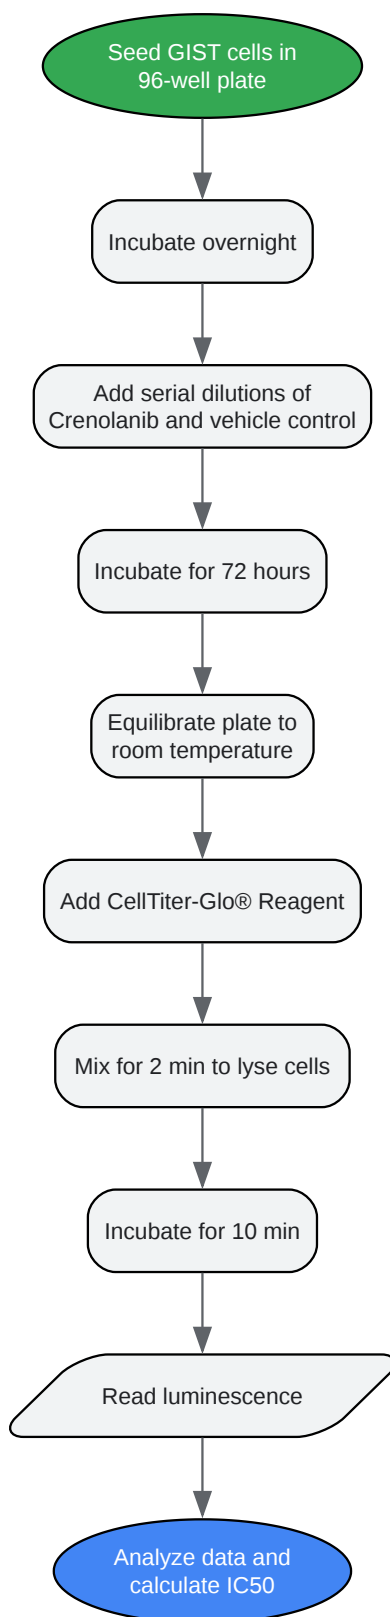 Seed GIST cells in
96-well plate
Incubate overnight
Add serial dilutions of
Crenolanib and vehicle control
Incubate for 72 hours
Equilibrate plate to
room temperature
Add CellTiter-Glo® Reagent
Mix for 2 min to lyse cells
Incubate for 10 min
Read luminescence
Analyze data and
calculate IC50